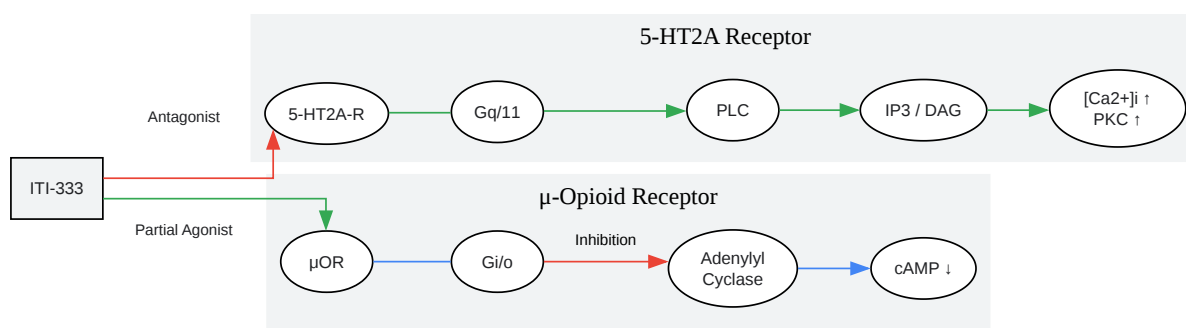 5-HT2A Receptor
Antagonist
5-HT2A-R
Gq/11
PLC
IP3 / DAG
[Ca2+]i ↑
PKC ↑
ITI-333
μ-Opioid Receptor
Partial Agonist
μOR
Gi/o
Inhibition
Adenylyl
Cyclase
cAMP ↓